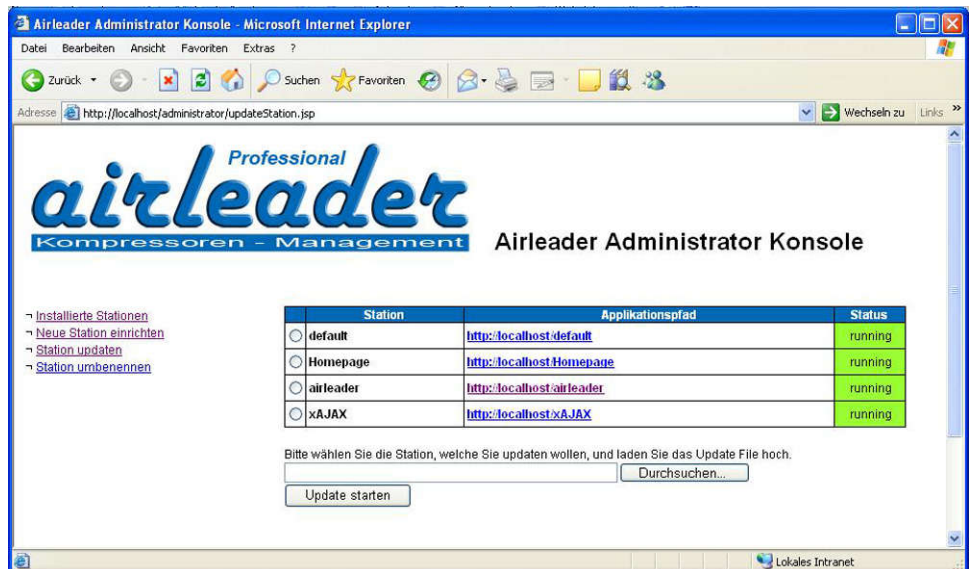 Airleader Administrator Konsole - Microsoft Internet Explorer
Datei Bearbeiten Ansicht Favoriten Extras ?
Zurück Suchen Favoriten
Adresse http://localhost/administrator/updateStation.jsp Wechseln zu Links »
Professional
airleader
Kompressoren - Management
Airleader Administrator Konsole
¬ Installierte Stationen
¬ Neue Station einrichten
¬ Station updaten
¬ Station umbenennen
Station Applikationspfad Status
default http://localhost/default running
Homepage http://localhost/Homepage running
airleader http://localhost/airleader running
xAJAX http://localhost/xAJAX running
Bitte wählen Sie die Station, welche Sie updaten wollen, und laden Sie das Update File hoch.
Durchsuchen...
Update starten
Lokales Intranet